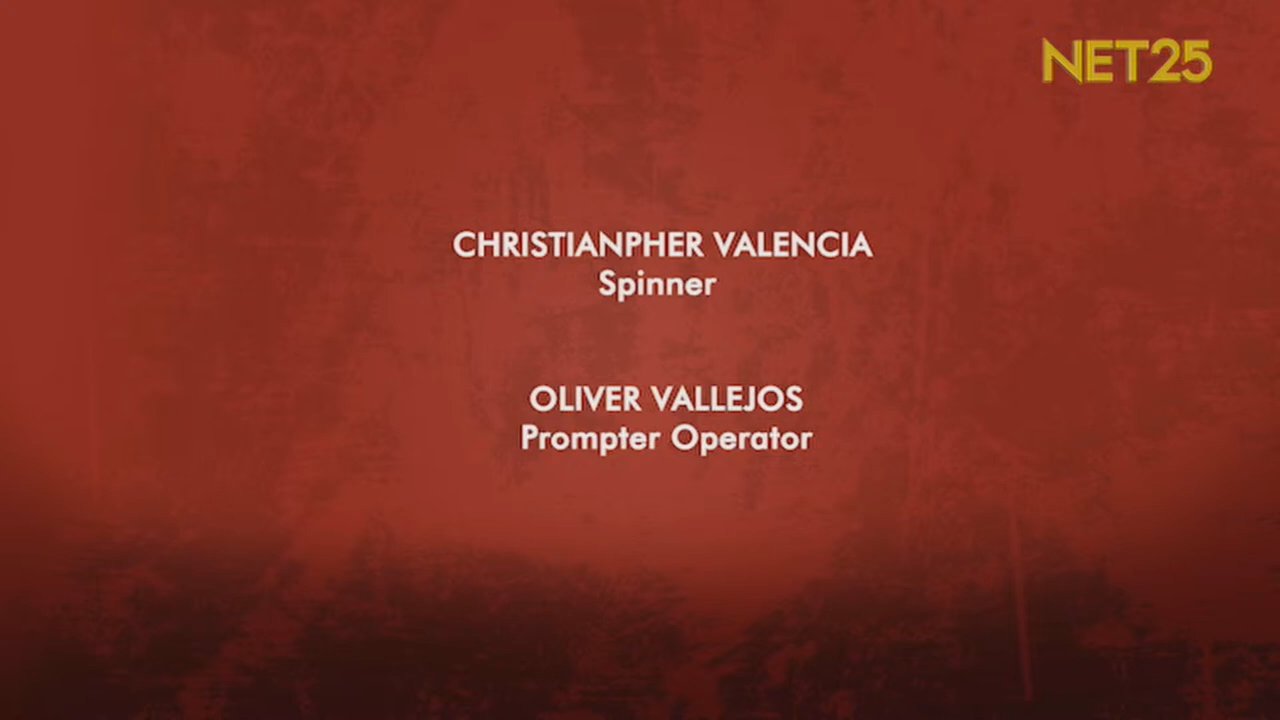 NET25
CHRISTIANPHER VALENCIA
Spinner
OLIVER VALLEJOS
Prompter Operator